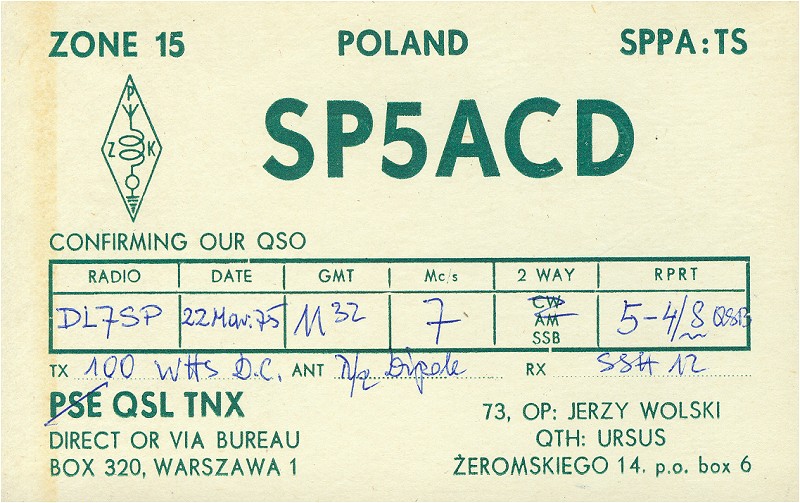 ZONE 15 POLAND SPPA:TS
P
Z K
SP5ACD
CONFIRMING OUR QSO
RADIO DATE GMT Mc/s 2 WAY RPRT
DL7SP 22 Mar. 75 11 32 7 CW AM SSB 5-4/8 QSB
TX 100 WHS D.C. ANT λ/2 Dipole RX SSH 12
PSE QSL TNX
DIRECT OR VIA BUREAU
BOX 320, WARSZAWA 1
73, OP: JERZY WOLSKI
QTH: URSUS
ŻEROMSKIEGO 14. p.o. box 6